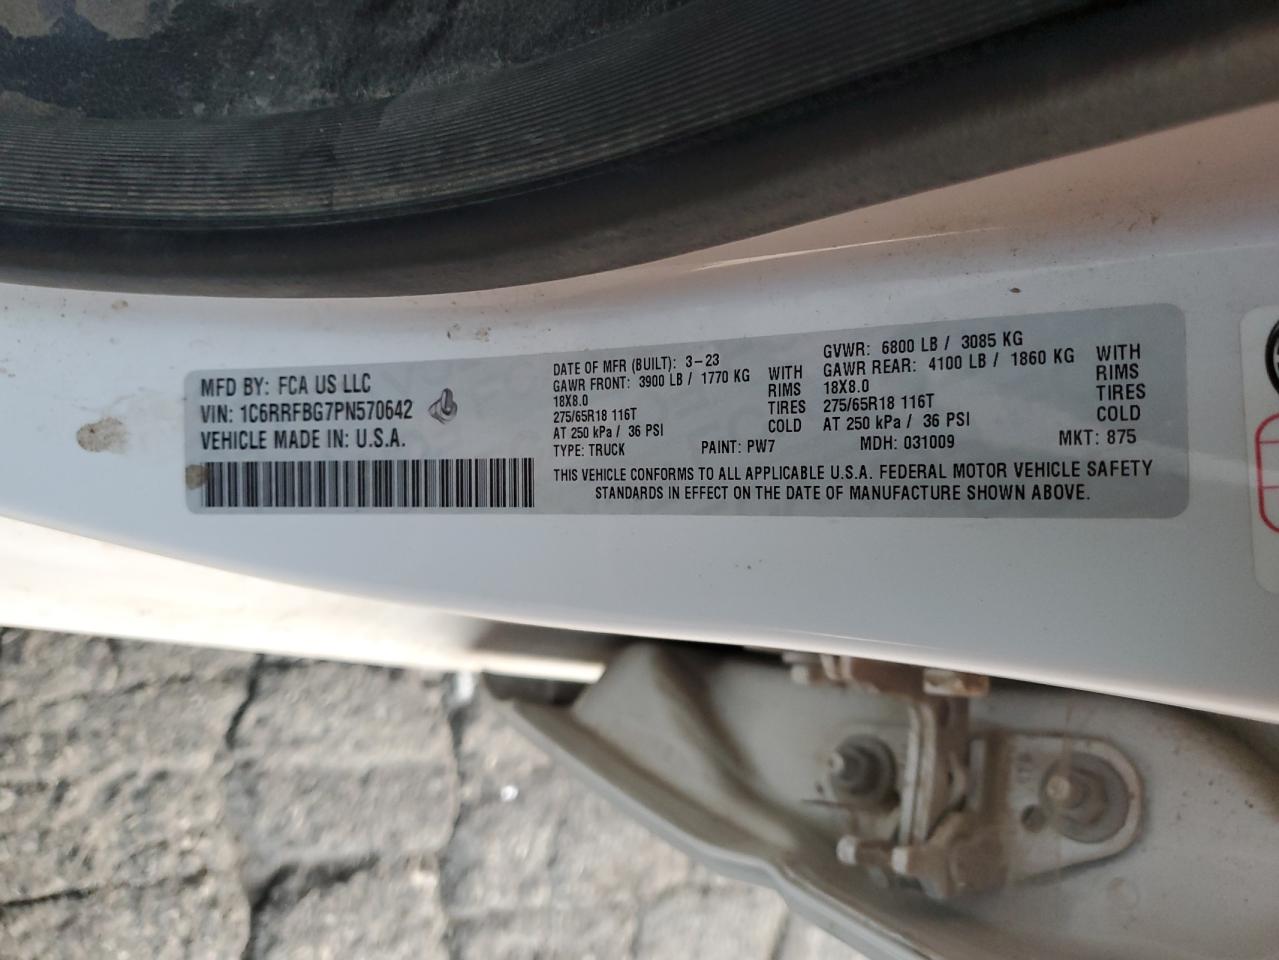 MFD BY: FCA US LLC
VIN: 1C6RRFBG7PN570642
VEHICLE MADE IN: U.S.A.
DATE OF MFR (BUILT): 3-23
GAWR FRONT: 3900 LB / 1770 KG WITH
18X8.0 RIMS
275/65R18 116T TIRES
AT 250 kPa / 36 PSI COLD
GVWR: 6800 LB / 3085 KG
GAWR REAR: 4100 LB / 1860 KG WITH
18X8.0 RIMS
275/65R18 116T TIRES
AT 250 kPa / 36 PSI COLD
TYPE: TRUCK PAINT: PW7 MDH: 031009 MKT: 875
THIS VEHICLE CONFORMS TO ALL APPLICABLE U.S.A. FEDERAL MOTOR VEHICLE SAFETY
STANDARDS IN EFFECT ON THE DATE OF MANUFACTURE SHOWN ABOVE.